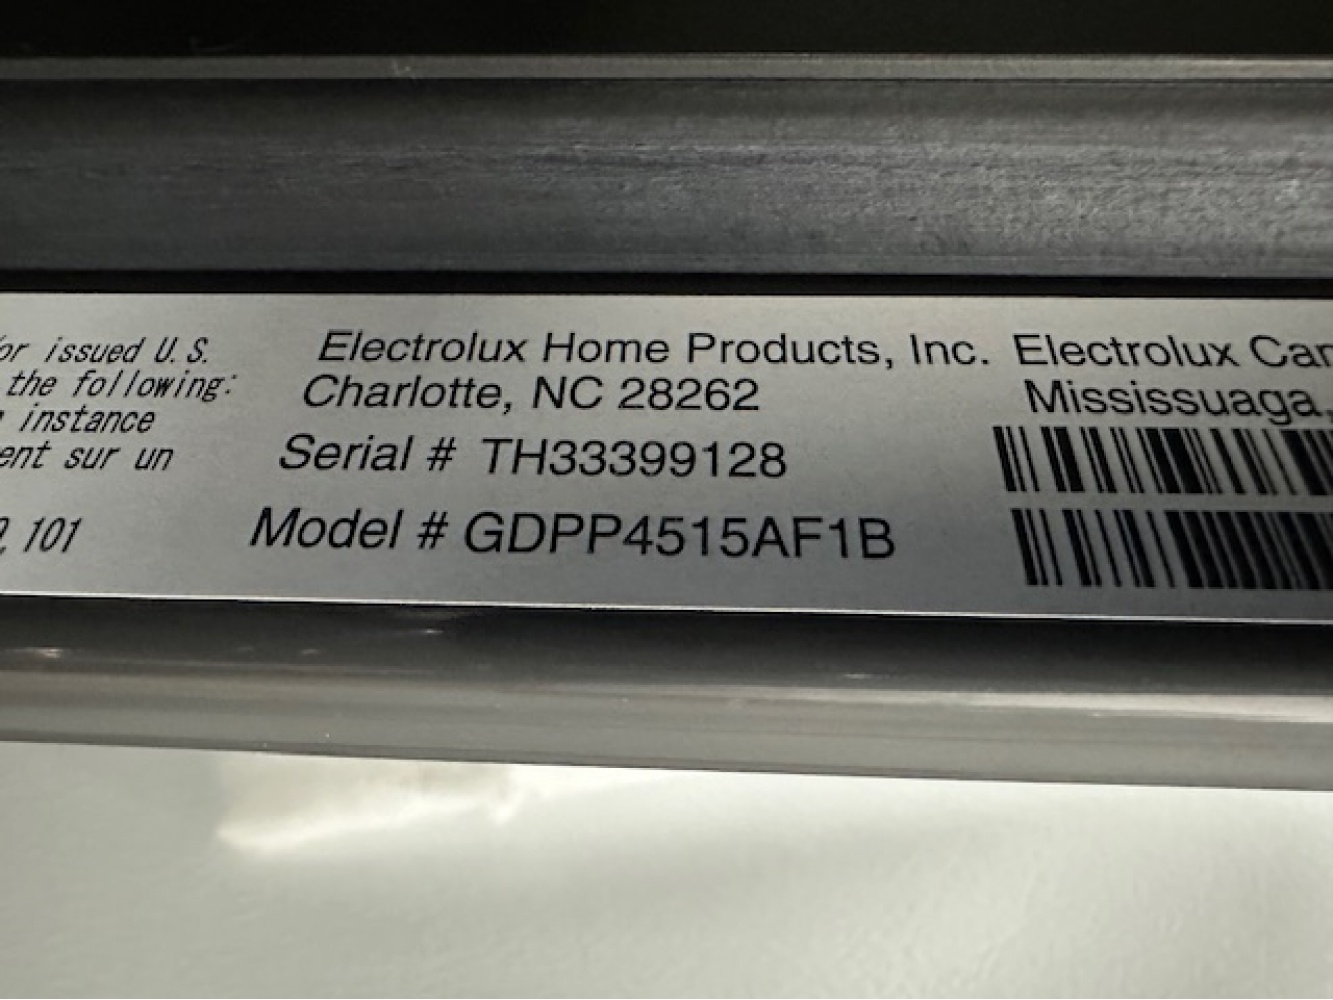 or issued U.S.
the following:
instance
ent sur un
, 101
Electrolux Home Products, Inc.
Charlotte, NC 28262
Serial # TH33399128
Model # GDPP4515AF1B
Electrolux Can
Mississuaga,